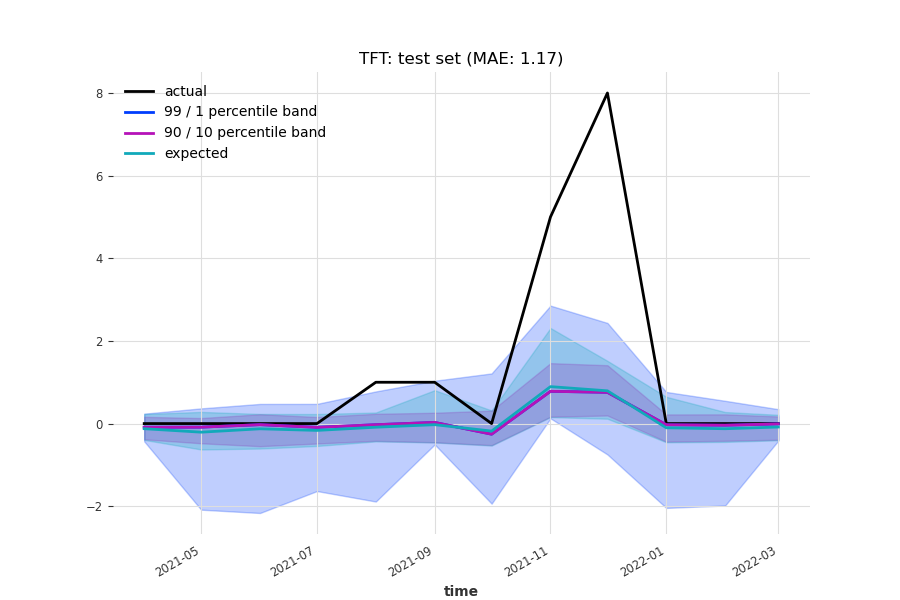 TFT: test set (MAE: 1.17)
actual
99 / 1 percentile band
90 / 10 percentile band
expected
8
6
4
2
0
−2
2021-05
2021-07
2021-09
2021-11
2022-01
2022-03
time